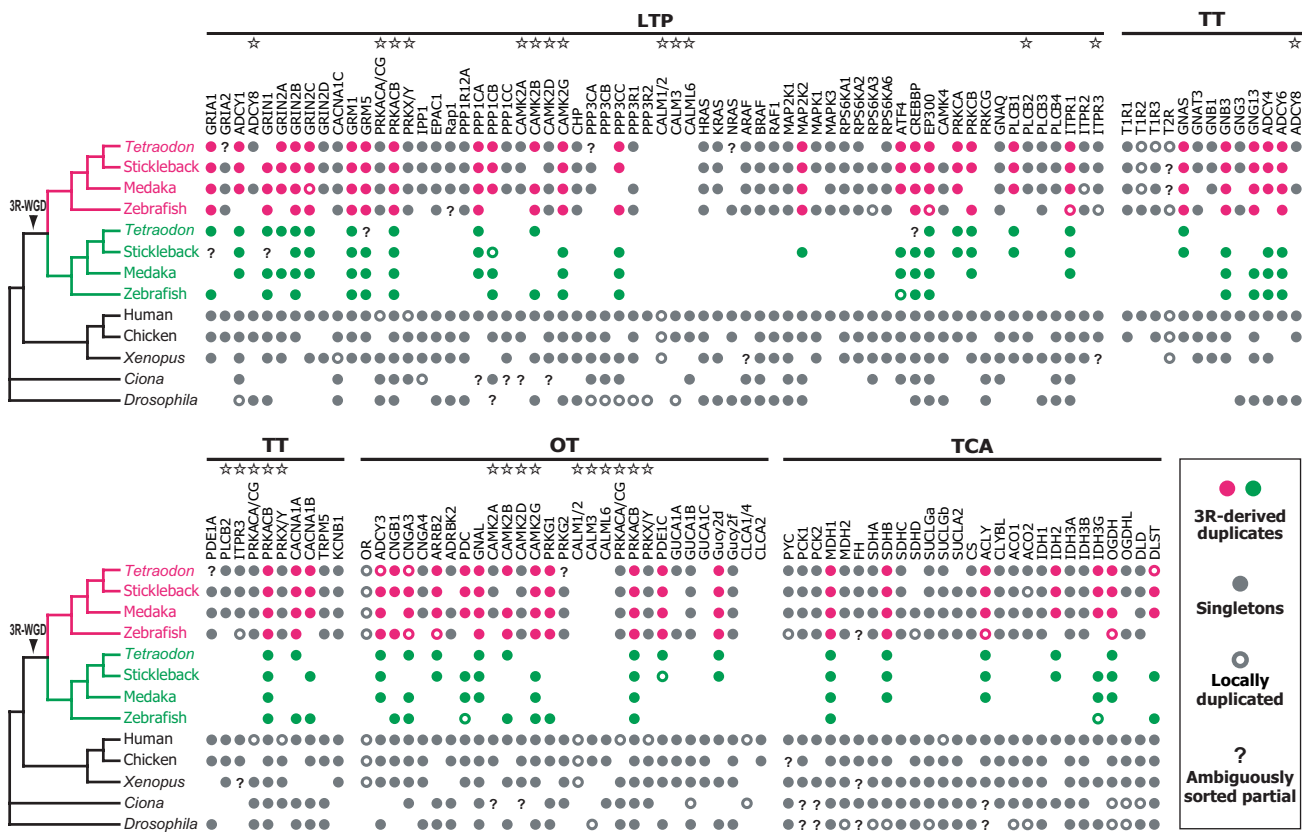 LTP TT
☆ ☆☆☆ ☆☆☆☆ ☆☆☆ ☆ ☆ ☆
GRIA1
GRIA2
ADCY1
ADCY8
GRIN1
GRIN2A
GRIN2B
GRIN2C
GRIN2D
CACNA1C
GRM1
GRM5
PRKACA/CG
PRKACB
PRKX/Y
IPP1
EPAC1
Rap1
PPP1R12A
PPP1CA
PPP1CB
PPP1CC
CAMK2A
CAMK2B
CAMK2D
CAMK2G
CHP
PPP3CA
PPP3CB
PPP3CC
PPP3R1
PPP3R2
CALM1/2
CALM3
CALML6
HRAS
KRAS
NRAS
ARAF
BRAF
RAF1
MAP2K1
MAP2K2
MAPK1
MAPK3
RPS6KA1
RPS6KA2
RPS6KA3
RPS6KA6
ATF4
CREBBP
EP300
CAMK4
PRKCA
PRKCB
PRKCG
GNAQ
PLCB1
PLCB2
PLCB3
PLCB4
ITPR1
ITPR2
ITPR3
T1R1
T1R2
T1R3
T2R
GNAS
GNAT3
GNB1
GNB3
GNG3
GNG13
ADCY4
ADCY6
ADCY8
3R-WGD
Tetraodon ? ? ?
Stickleback ?
Medaka ?
Zebrafish ?
Tetraodon ? ?
Stickleback ? ?
Medaka
Zebrafish
Human
Chicken
Xenopus ? ?
Ciona ? ? ? ?
Drosophila ?
TT OT TCA
☆☆☆☆☆ ☆☆☆☆ ☆☆☆☆☆☆
PDE1A
PLCB2
ITPR3
PRKACA/CG
PRKACB
PRKX/Y
CACNA1A
CACNA1B
TRPM5
KCNB1
OR
ADCY3
CNGB1
CNGA3
CNGA4
ARRB2
ADRBK2
PDC
GNAL
CAMK2A
CAMK2B
CAMK2D
CAMK2G
PRKG1
PRKG2
CALM1/2
CALM3
CALML6
PRKACA/CG
PRKACB
PRKX/Y
PDE1C
GUCA1A
GUCA1B
GUCA1C
Gucy2d
Gucy2f
CLCA1/4
CLCA2
PYC
PCK1
PCK2
MDH1
MDH2
FH
SDHA
SDHB
SDHC
SDHD
SUCLGa
SUCLGb
SUCLA2
CS
ACLY
CLYBL
ACO1
ACO2
IDH1
IDH2
IDH3A
IDH3B
IDH3G
OGDH
OGDHL
DLD
DLST
3R-WGD
Tetraodon ? ?
Stickleback
Medaka
Zebrafish ?
Tetraodon
Stickleback
Medaka
Zebrafish
Human
Chicken ?
Xenopus ? ?
Ciona ? ? ? ? ?
Drosophila ? ? ? ?
3R-derived
duplicates
Singletons
Locally
duplicated
?
Ambiguously
sorted partial